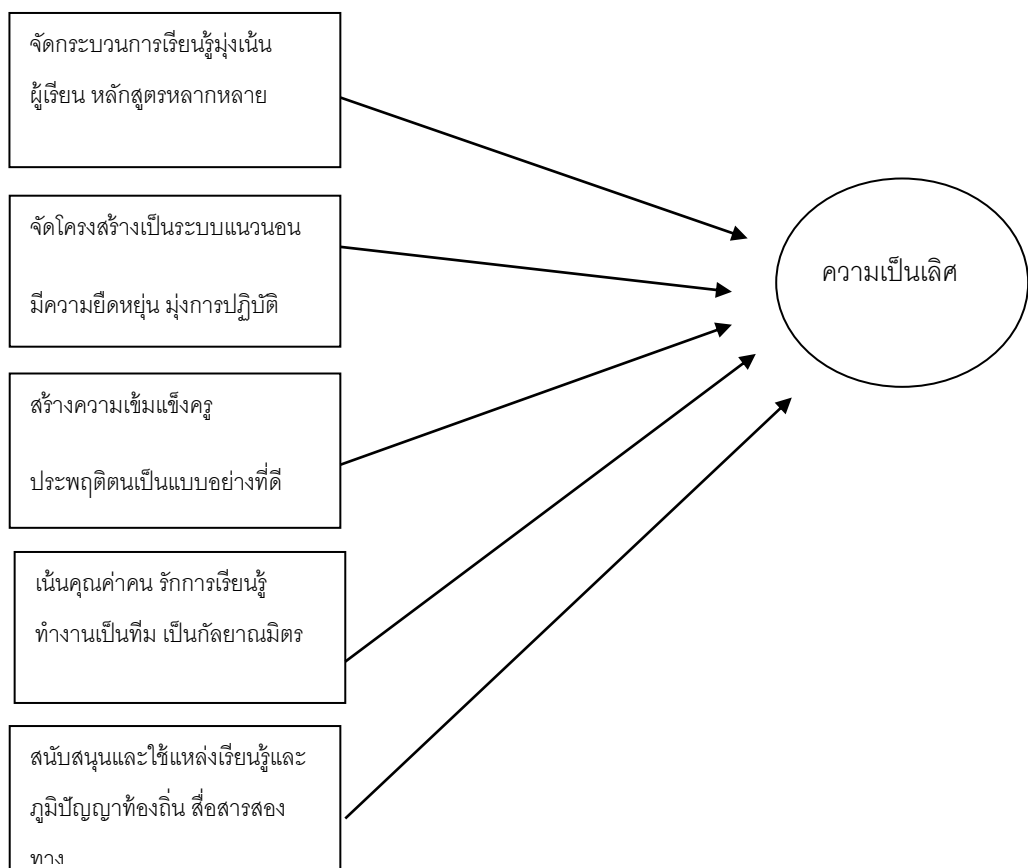 จัดกระบวนการเรียนรู้มุ่งเน้น
ผู้เรียน หลักสูตรหลากหลาย
จัดโครงสร้างเป็นระบบแนวนอน
มีความยืดหยุ่น มุ่งการปฏิบัติ
ความเป็นเลิศ
สร้างความเข้มแข็งครู
ประพฤติตนเป็นแบบอย่างที่ดี
เน้นคุณค่าคน รักการเรียนรู้
ทำงานเป็นทีม เป็นกัลยาณมิตร
สนับสนุนและใช้แหล่งเรียนรู้และ
ภูมิปัญญาท้องถิ่น สื่อสารสอง
ทาง